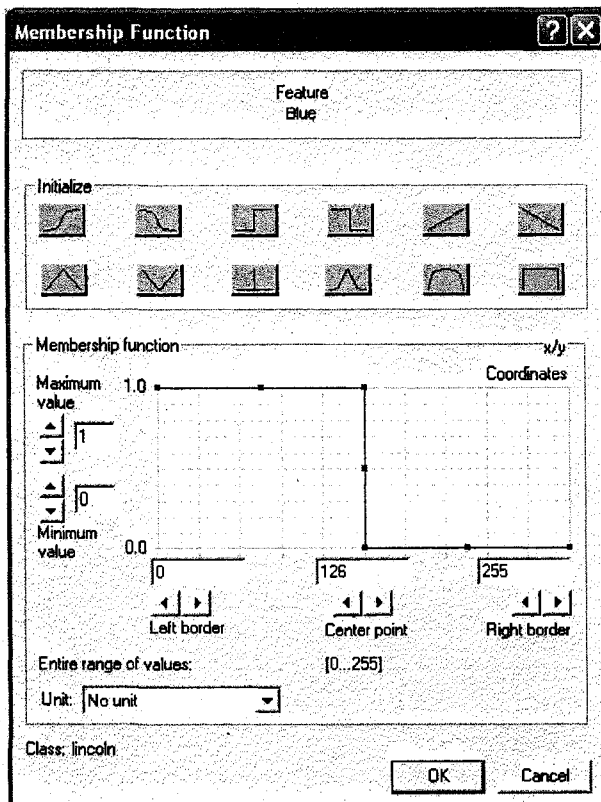 Membership Function
Feature
Blue
Initialize
Membership function
x/y
Coordinates
Maximum
value
1.0
1
0
Minimum
value
0.0
0
126
255
Left border
Center point
Right border
Entire range of values:
[0...255]
Unit: No unit
Class: lincoln
OK
Cancel